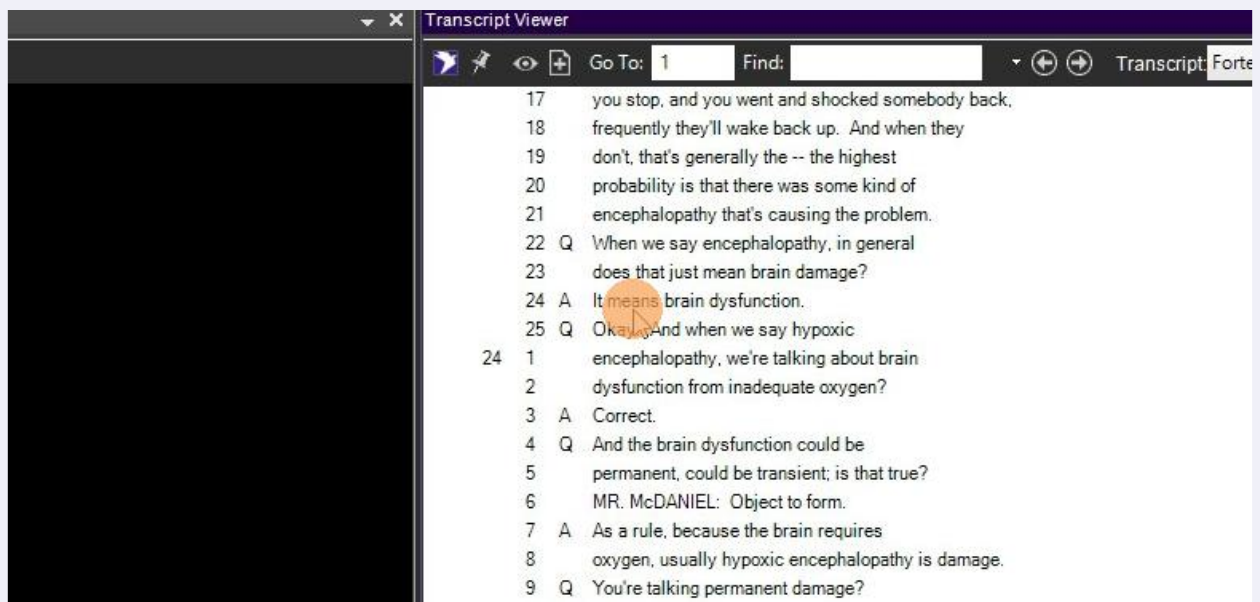 Transcript Viewer
Go To: 1 Find: Transcript: Forte
17 you stop, and you went and shocked somebody back,
18 frequently they'll wake back up. And when they
19 don't, that's generally the -- the highest
20 probability is that there was some kind of
21 encephalopathy that's causing the problem.
22 Q When we say encephalopathy, in general
23 does that just mean brain damage?
24 A It means brain dysfunction.
25 Q Okay. And when we say hypoxic
24 1 encephalopathy, we're talking about brain
2 dysfunction from inadequate oxygen?
3 A Correct.
4 Q And the brain dysfunction could be
5 permanent, could be transient; is that true?
6 MR. McDANIEL: Object to form.
7 A As a rule, because the brain requires
8 oxygen, usually hypoxic encephalopathy is damage.
9 Q You're talking permanent damage?